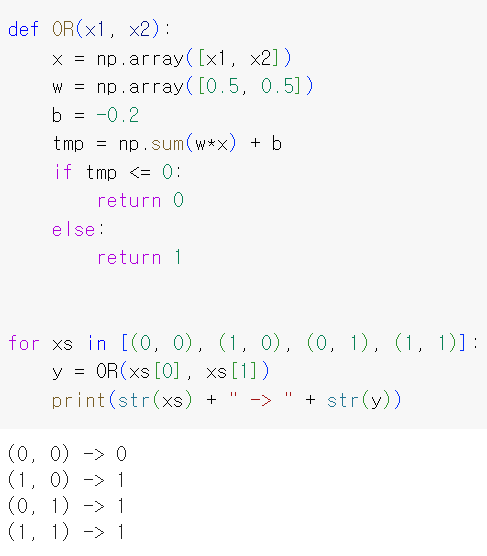 def OR(x1, x2):
    x = np.array([x1, x2])
    w = np.array([0.5, 0.5])
    b = -0.2
    tmp = np.sum(w*x) + b
    if tmp <= 0:
        return 0
    else:
        return 1
for xs in [(0, 0), (1, 0), (0, 1), (1, 1)]:
    y = OR(xs[0], xs[1])
    print(str(xs) + " -> " + str(y))
(0, 0) -> 0
(1, 0) -> 1
(0, 1) -> 1
(1, 1) -> 1